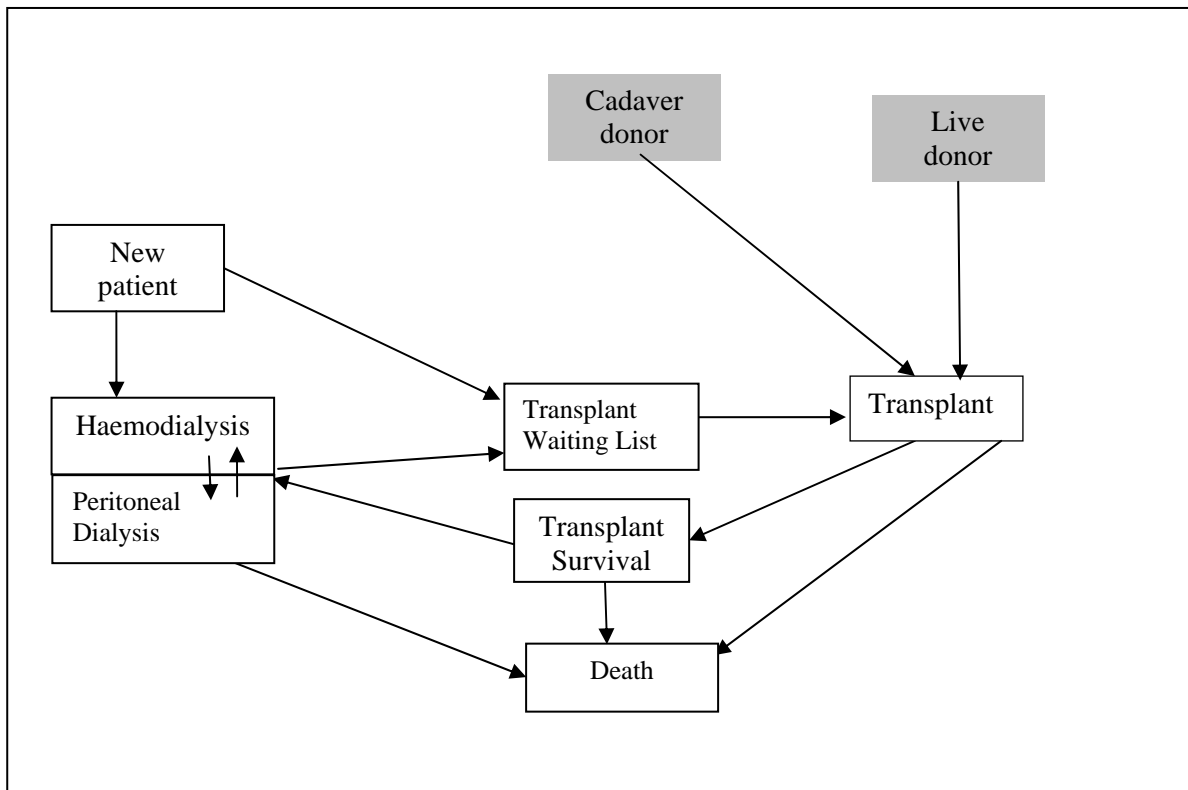 Cadaver
donor
Live
donor
New
patient
Haemodialysis
Peritoneal
Dialysis
Transplant
Waiting List
Transplant
Transplant
Survival
Death